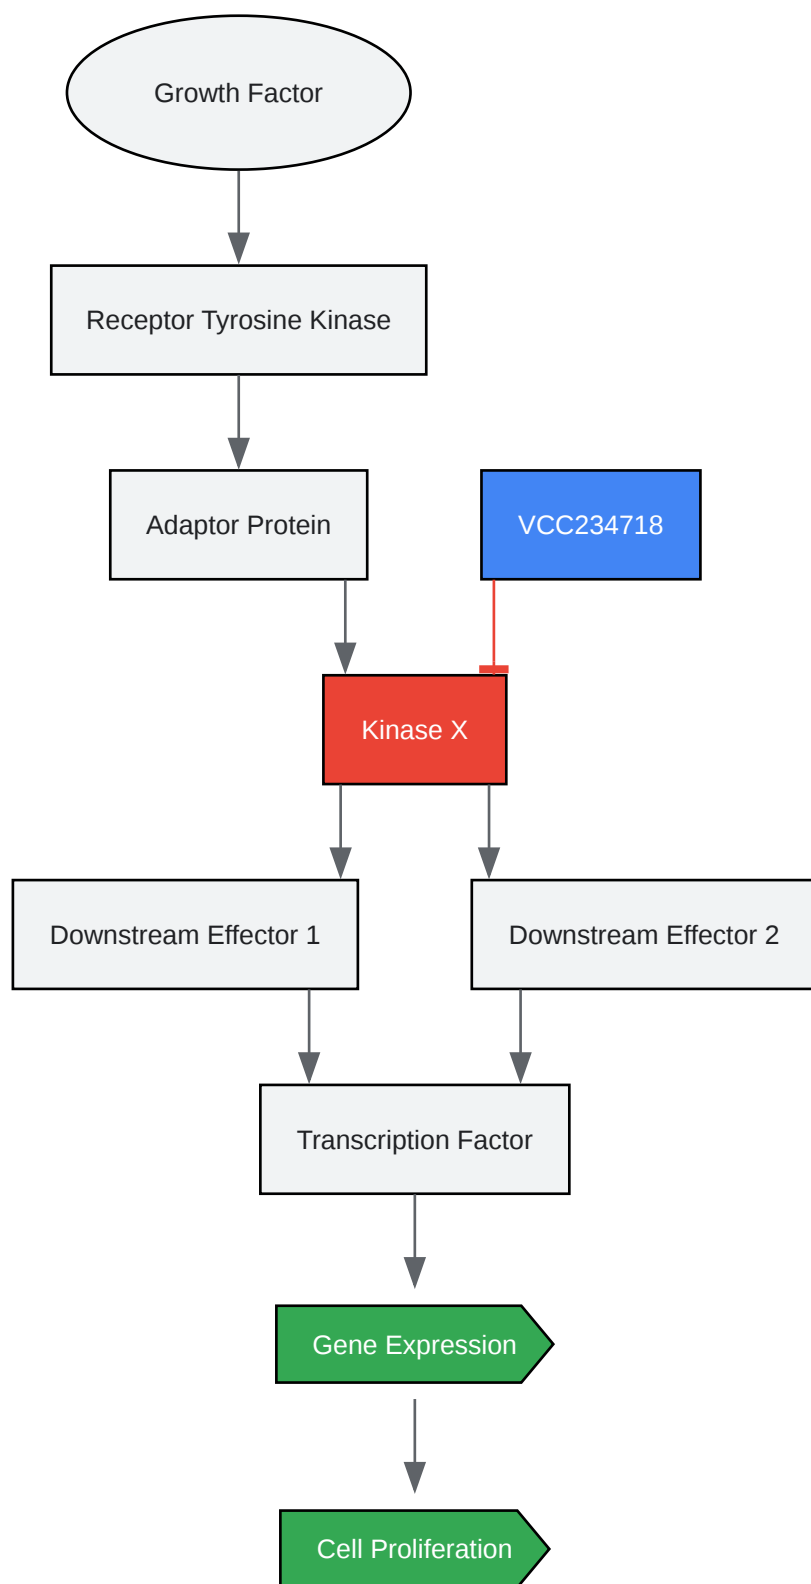 Growth Factor
Receptor Tyrosine Kinase
Adaptor Protein
VCC234718
Kinase X
Downstream Effector 1
Downstream Effector 2
Transcription Factor
Gene Expression
Cell Proliferation